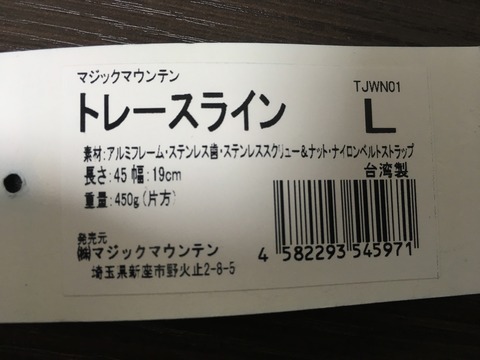 マジックマウンテン
TJWN01
トレースライン
L
素材:アルミフレーム・ステンレス歯・ステンレススクリュー&ナット・ナイロンベルトストラップ
長さ:45 幅:19cm
台湾製
重量:450g(片方)
発売元
㈱マジックマウンテン
埼玉県新座市野火止2-8-5
4 582293 545971